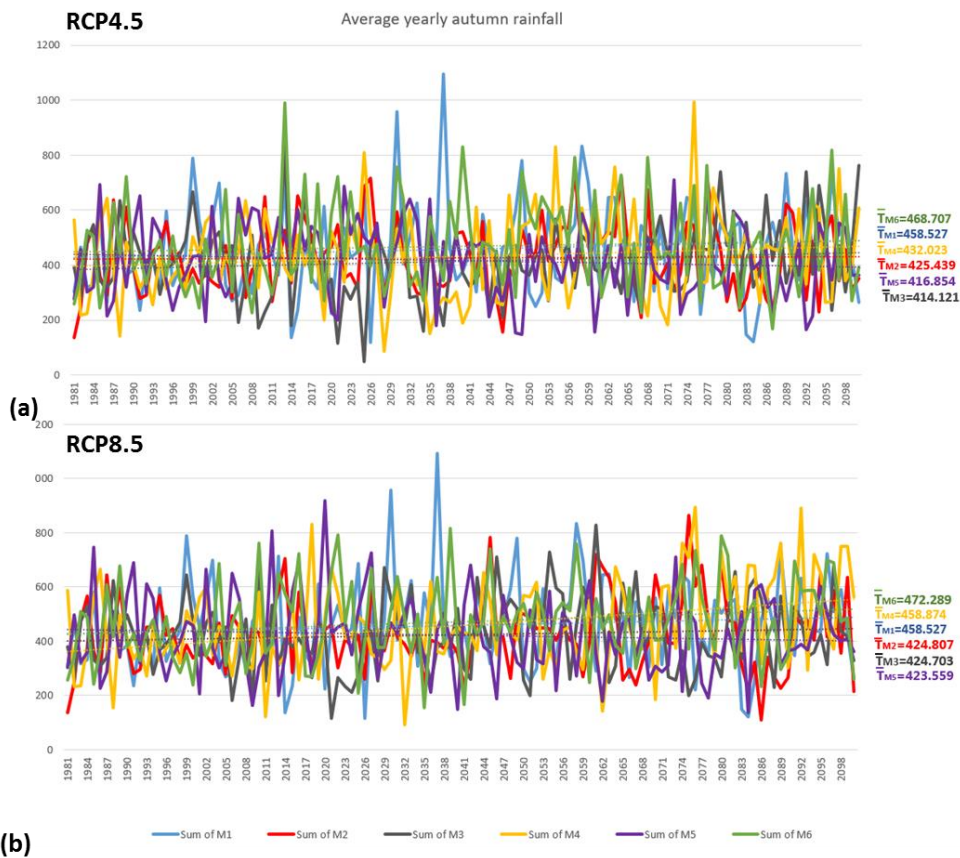 RCP4.5
Average yearly autumn rainfall
1200
1000
800
600
400
200
0
T̄M6=468.707
T̄M1=458.527
T̄M4=432.023
T̄M2=425.439
T̄M5=416.854
T̄M3=414.121
1981 1984 1987 1990 1993 1996 1999 2002 2005 2008 2011 2014 2017 2020 2023 2026 2029 2032 2035 2038 2041 2044 2047 2050 2053 2056 2059 2062 2065 2068 2071 2074 2077 2080 2083 2086 2089 2092 2095 2098
(a)
200
RCP8.5
000
800
600
400
200
0
T̄M6=472.289
T̄M4=458.874
T̄M1=458.527
T̄M2=424.807
T̄M3=424.703
T̄M5=423.559
1981 1984 1987 1990 1993 1996 1999 2002 2005 2008 2011 2014 2017 2020 2023 2026 2029 2032 2035 2038 2041 2044 2047 2050 2053 2056 2059 2062 2065 2068 2071 2074 2077 2080 2083 2086 2089 2092 2095 2098
(b)
Sum of M1 Sum of M2 Sum of M3 Sum of M4 Sum of M5 Sum of M6